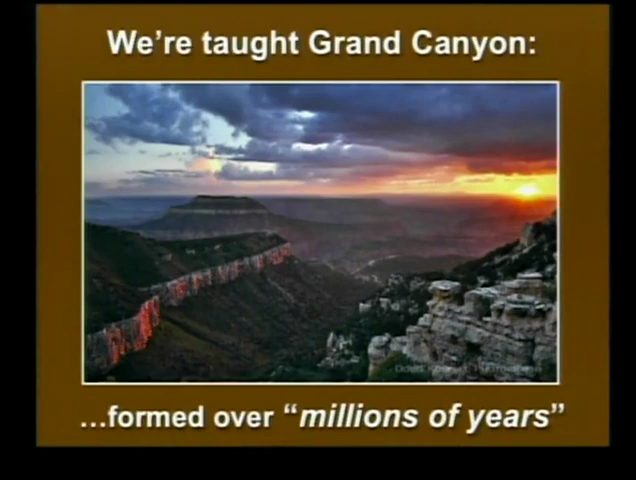 We're taught Grand Canyon:
…formed over “millions of years”